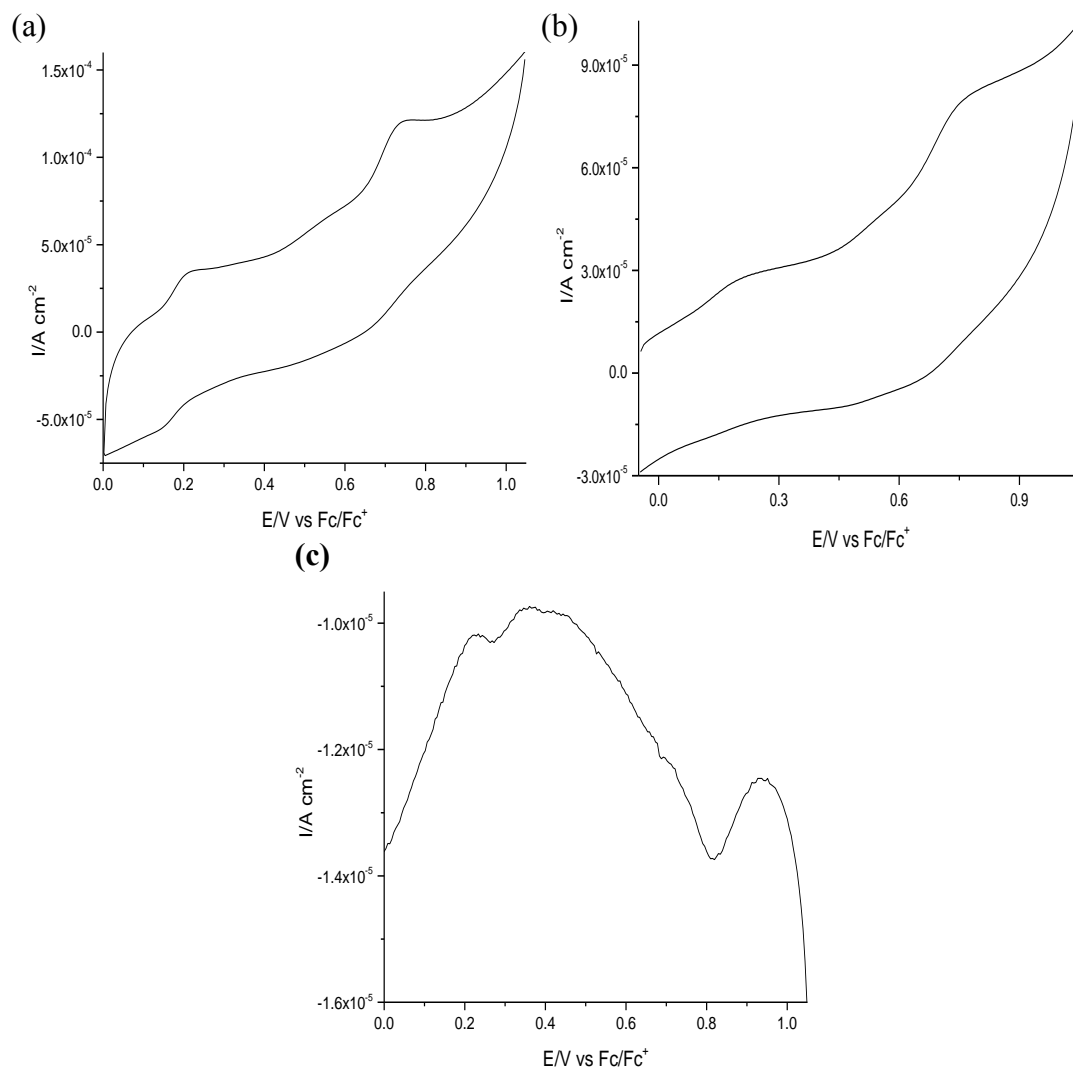 (a)
1.5x10⁻⁴
1.0x10⁻⁴
5.0x10⁻⁵
0.0
-5.0x10⁻⁵
I/A cm⁻²
0.0 0.2 0.4 0.6 0.8 1.0
E/V vs Fc/Fc⁺
(b)
9.0x10⁻⁵
6.0x10⁻⁵
3.0x10⁻⁵
0.0
-3.0x10⁻⁵
I/A cm⁻²
0.0 0.3 0.6 0.9
E/V vs Fc/Fc⁺
(c)
-1.0x10⁻⁵
-1.2x10⁻⁵
-1.4x10⁻⁵
-1.6x10⁻⁵
I/A cm⁻²
0.0 0.2 0.4 0.6 0.8 1.0
E/V vs Fc/Fc⁺